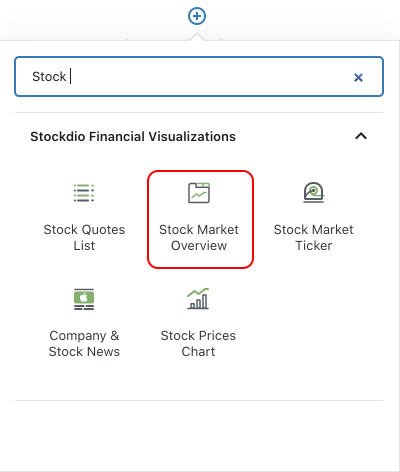 Stock
Stockdio Financial Visualizations
Stock Quotes
List
Stock Market
Overview
Stock Market
Ticker
Company &
Stock News
Stock Prices
Chart